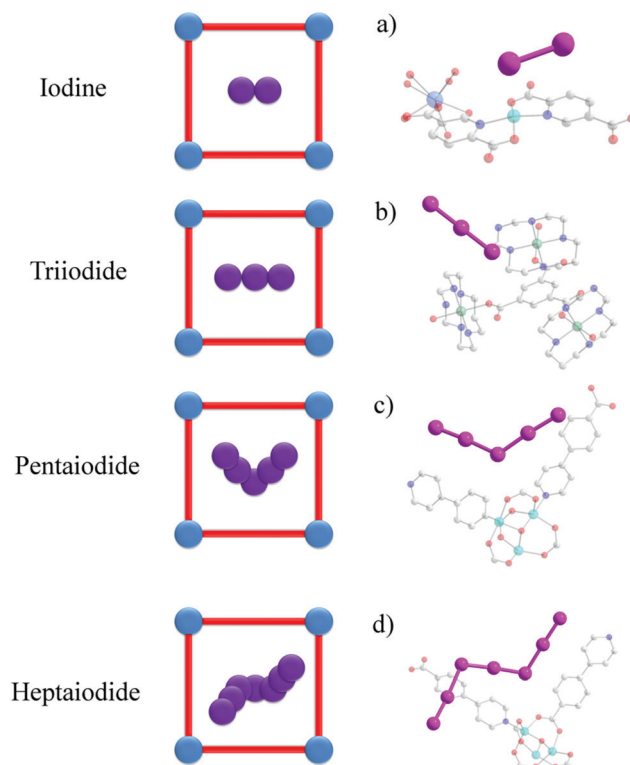 Iodine
a)
Triiodide
b)
Pentaiodide
c)
Heptaiodide
d)